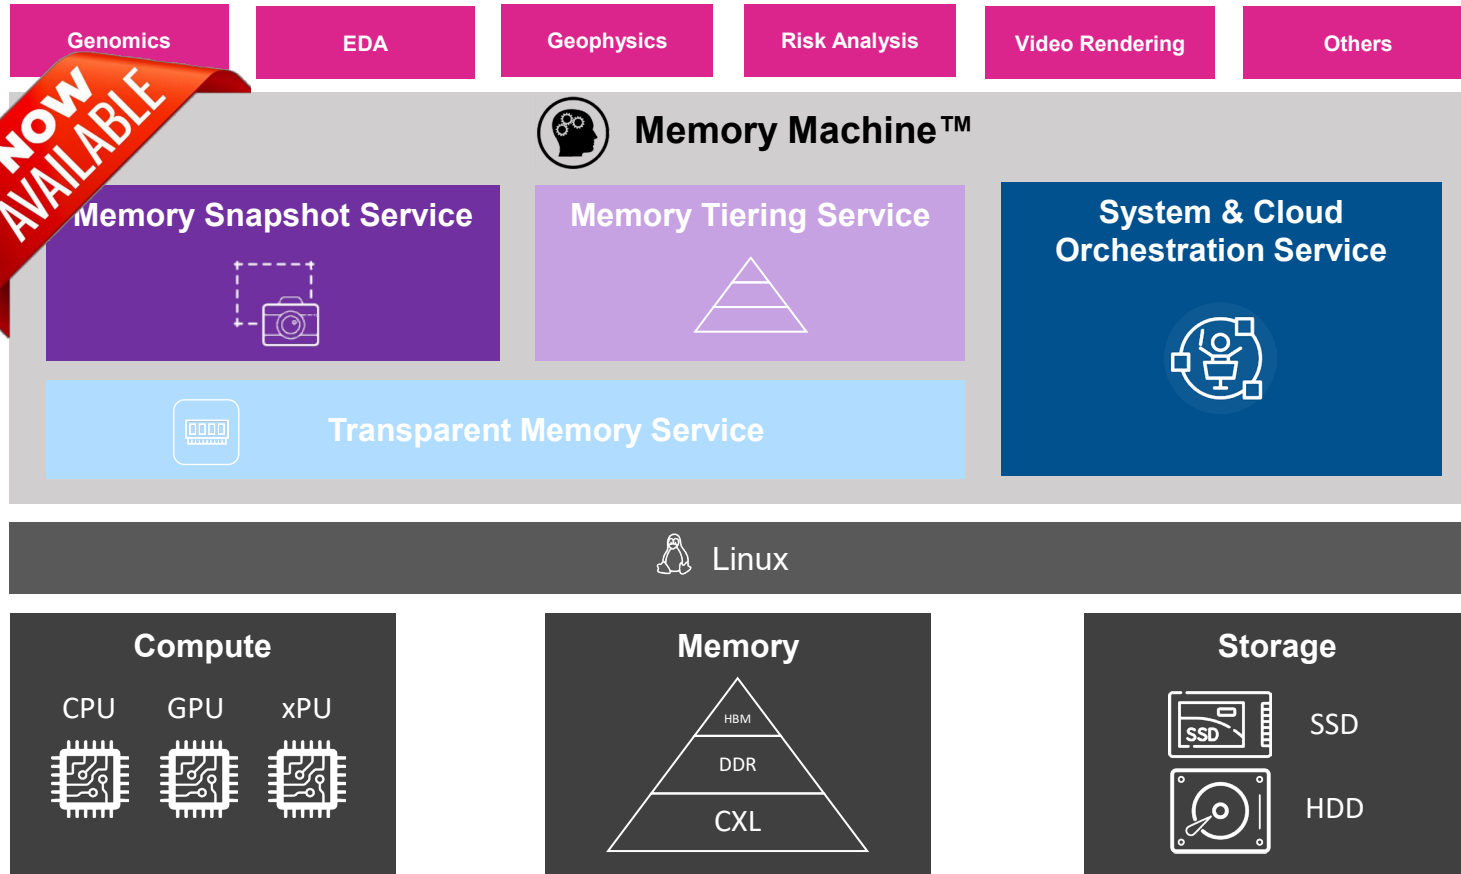 Genomics
EDA
Geophysics
Risk Analysis
Video Rendering
Others
NOW
AVAILABLE
Memory Machine™
Memory Snapshot Service
Memory Tiering Service
System & Cloud
Orchestration Service
Transparent Memory Service
Linux
Compute
CPU GPU xPU
Memory
HBM
DDR
CXL
Storage
SSD
SSD
HDD